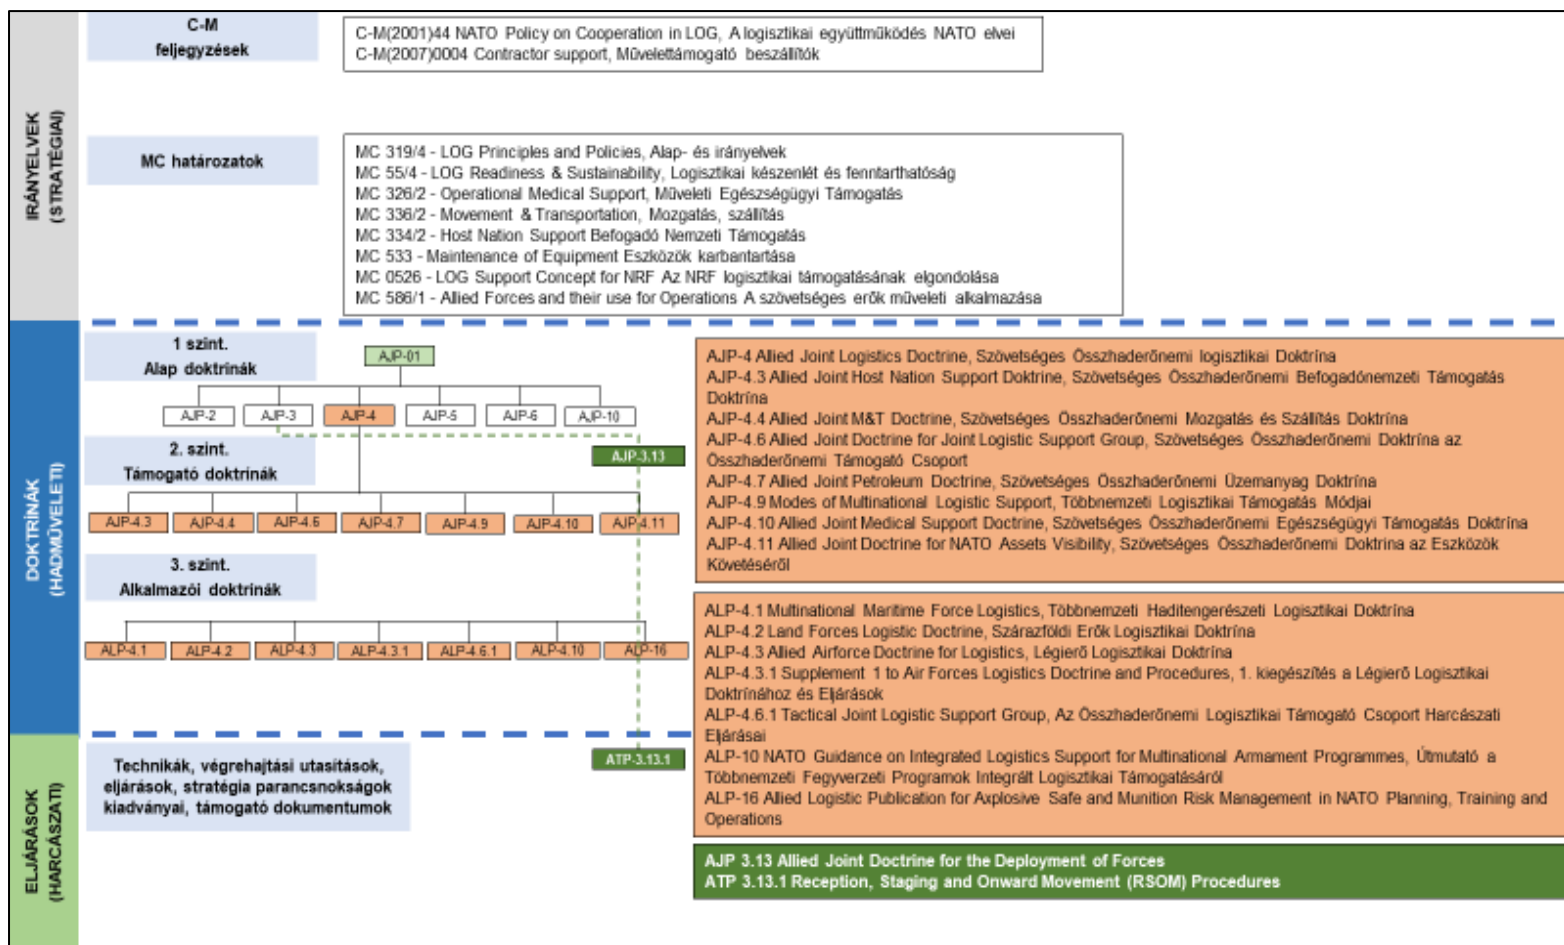 C-M
feljegyzések
C-M(2001)44 NATO Policy on Cooperation in LOG, A logisztikai együttműködés NATO elvei
C-M(2007)0004 Contractor support, Művelettámogató beszállítók
IRÁNYELVEK
(STRATÉGIAI)
MC határozatok
MC 319/4 - LOG Principles and Policies, Alap- és irányelvek
MC 55/4 - LOG Readiness & Sustainability, Logisztikai készenlét és fenntarthatóság
MC 326/2 - Operational Medical Support, Műveleti Egészségügyi Támogatás
MC 336/2 - Movement & Transportation, Mozgatás, szállítás
MC 334/2 - Host Nation Support Befogadó Nemzeti Támogatás
MC 533 - Maintenance of Equipment Eszközök karbantartása
MC 0526 - LOG Support Concept for NRF Az NRF logisztikai támogatásának elgondolása
MC 586/1 - Allied Forces and their use for Operations A szövetséges erők műveleti alkalmazása
DOKTRÍNÁK
(HADMŰVELETI)
1 szint.
Alap doktrínák
AJP-01
AJP-2 AJP-3 AJP-4 AJP-5 AJP-6 AJP-10
2. szint.
Támogató doktrínák
AJP-3.13
AJP-4.3 AJP-4.4 AJP-4.6 AJP-4.7 AJP-4.9 AJP-4.10 AJP-4.11
3. szint.
Alkalmazói doktrínák
ALP-4.1 ALP-4.2 ALP-4.3 ALP-4.3.1 ALP-4.6.1 ALP-4.10 ALP-16
AJP-4 Allied Joint Logistics Doctrine, Szövetséges Összhaderőnemi logisztikai Doktrína
AJP-4.3 Allied Joint Host Nation Support Doktrine, Szövetséges Összhaderőnemi Befogadónemzeti Támogatás
Doktrína
AJP-4.4 Allied Joint M&T Doctrine, Szövetséges Összhaderőnemi Mozgatás és Szállítás Doktrína
AJP-4.6 Allied Joint Doctrine for Joint Logistic Support Group, Szövetséges Összhaderőnemi Doktrína az
Összhaderőnemi Támogató Csoport
AJP-4.7 Allied Joint Petroleum Doctrine, Szövetséges Összhaderőnemi Üzemanyag Doktrína
AJP-4.9 Modes of Multinational Logistic Support, Többnemzeti Logisztikai Támogatás Módjai
AJP-4.10 Allied Joint Medical Support Doctrine, Szövetséges Összhaderőnemi Egészségügyi Támogatás Doktrína
AJP-4.11 Allied Joint Doctrine for NATO Assets Visibility, Szövetséges Összhaderőnemi Doktrina az Eszközök
Követéséről
ALP-4.1 Multinational Maritime Force Logistics, Többnemzeti Haditengerészeti Logisztikai Doktrína
ALP-4.2 Land Forces Logistic Doctrine, Szárazföldi Erők Logisztikai Doktrína
ALP-4.3 Allied Airforce Doctrine for Logistics, Légierő Logisztikai Doktrína
ALP-4.3.1 Supplement 1 to Air Forces Logistics Doctrine and Procedures, 1. kiegészítés a Légierő Logisztikai
Doktrínához és Eljárások
ALP-4.6.1 Tactical Joint Logistic Support Group, Az Összhaderőnemi Logisztikai Támogató Csoport Harcászati
Eljárásai
ALP-10 NATO Guidance on Integrated Logistics Support for Multinational Armament Programmes, Útmutató a
Többnemzeti Fegyverzeti Programok Integrált Logisztikai Támogatásáról
ALP-16 Allied Logistic Publication for Axplosive Safe and Munition Risk Management in NATO Planning, Training and
Operations
ELJÁRÁSOK
(HARCÁSZATI)
Technikák, végrehajtási utasítások,
eljárások, stratégia parancsnokságok
kiadványai, támogató dokumentumok
ATP-3.13.1
AJP 3.13 Allied Joint Doctrine for the Deployment of Forces
ATP 3.13.1 Reception, Staging and Onward Movement (RSOM) Procedures